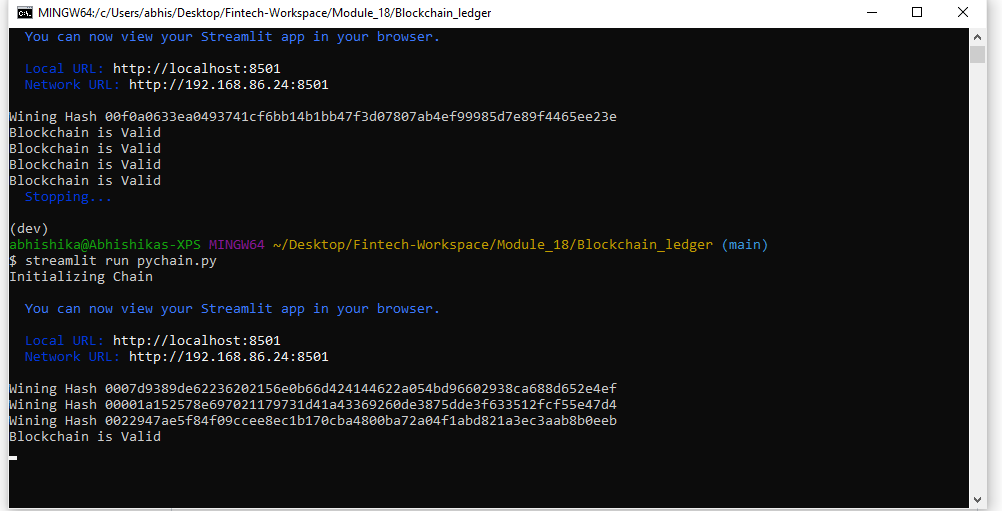 MINGW64:/c/Users/abhis/Desktop/Fintech-Workspace/Module_18/Blockchain_ledger
You can now view your Streamlit app in your browser.
Local URL: http://localhost:8501
Network URL: http://192.168.86.24:8501
Wining Hash 00f0a0633ea0493741cf6bb14b1bb47f3d07807ab4ef99985d7e89f4465ee23e
Blockchain is Valid
Blockchain is Valid
Blockchain is Valid
Blockchain is Valid
Stopping...
(dev)
abhishika@Abhishikas-XPS MINGW64 ~/Desktop/Fintech-Workspace/Module_18/Blockchain_ledger (main)
$ streamlit run pychain.py
Initializing Chain
You can now view your Streamlit app in your browser.
Local URL: http://localhost:8501
Network URL: http://192.168.86.24:8501
Wining Hash 0007d9389de62236202156e0b66d424144622a054bd96602938ca688d652e4ef
Wining Hash 00001a152578e697021179731d41a43369260de3875dde3f633512fcf55e47d4
Wining Hash 0022947ae5f84f09ccee8ec1b170cba4800ba72a04f1abd821a3ec3aab8b0eeb
Blockchain is Valid